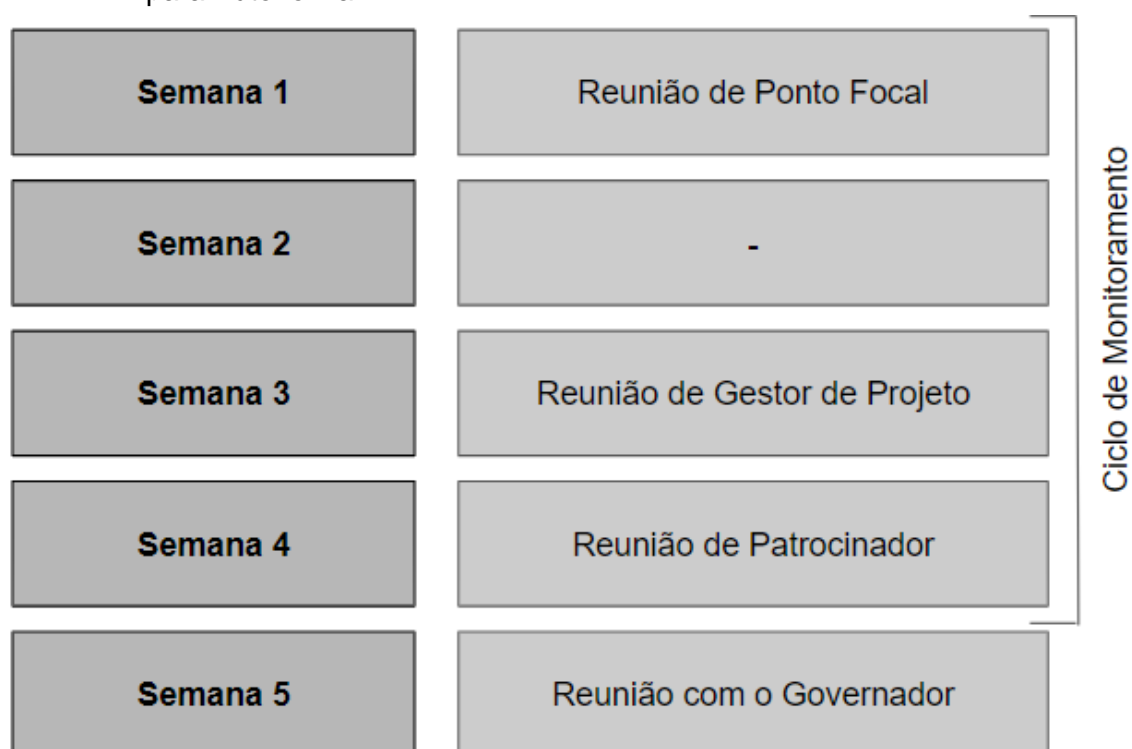 Semana 1 Reunião de Ponto Focal
Semana 2 -
Semana 3 Reunião de Gestor de Projeto
Semana 4 Reunião de Patrocinador
Semana 5 Reunião com o Governador
Ciclo de Monitoramento